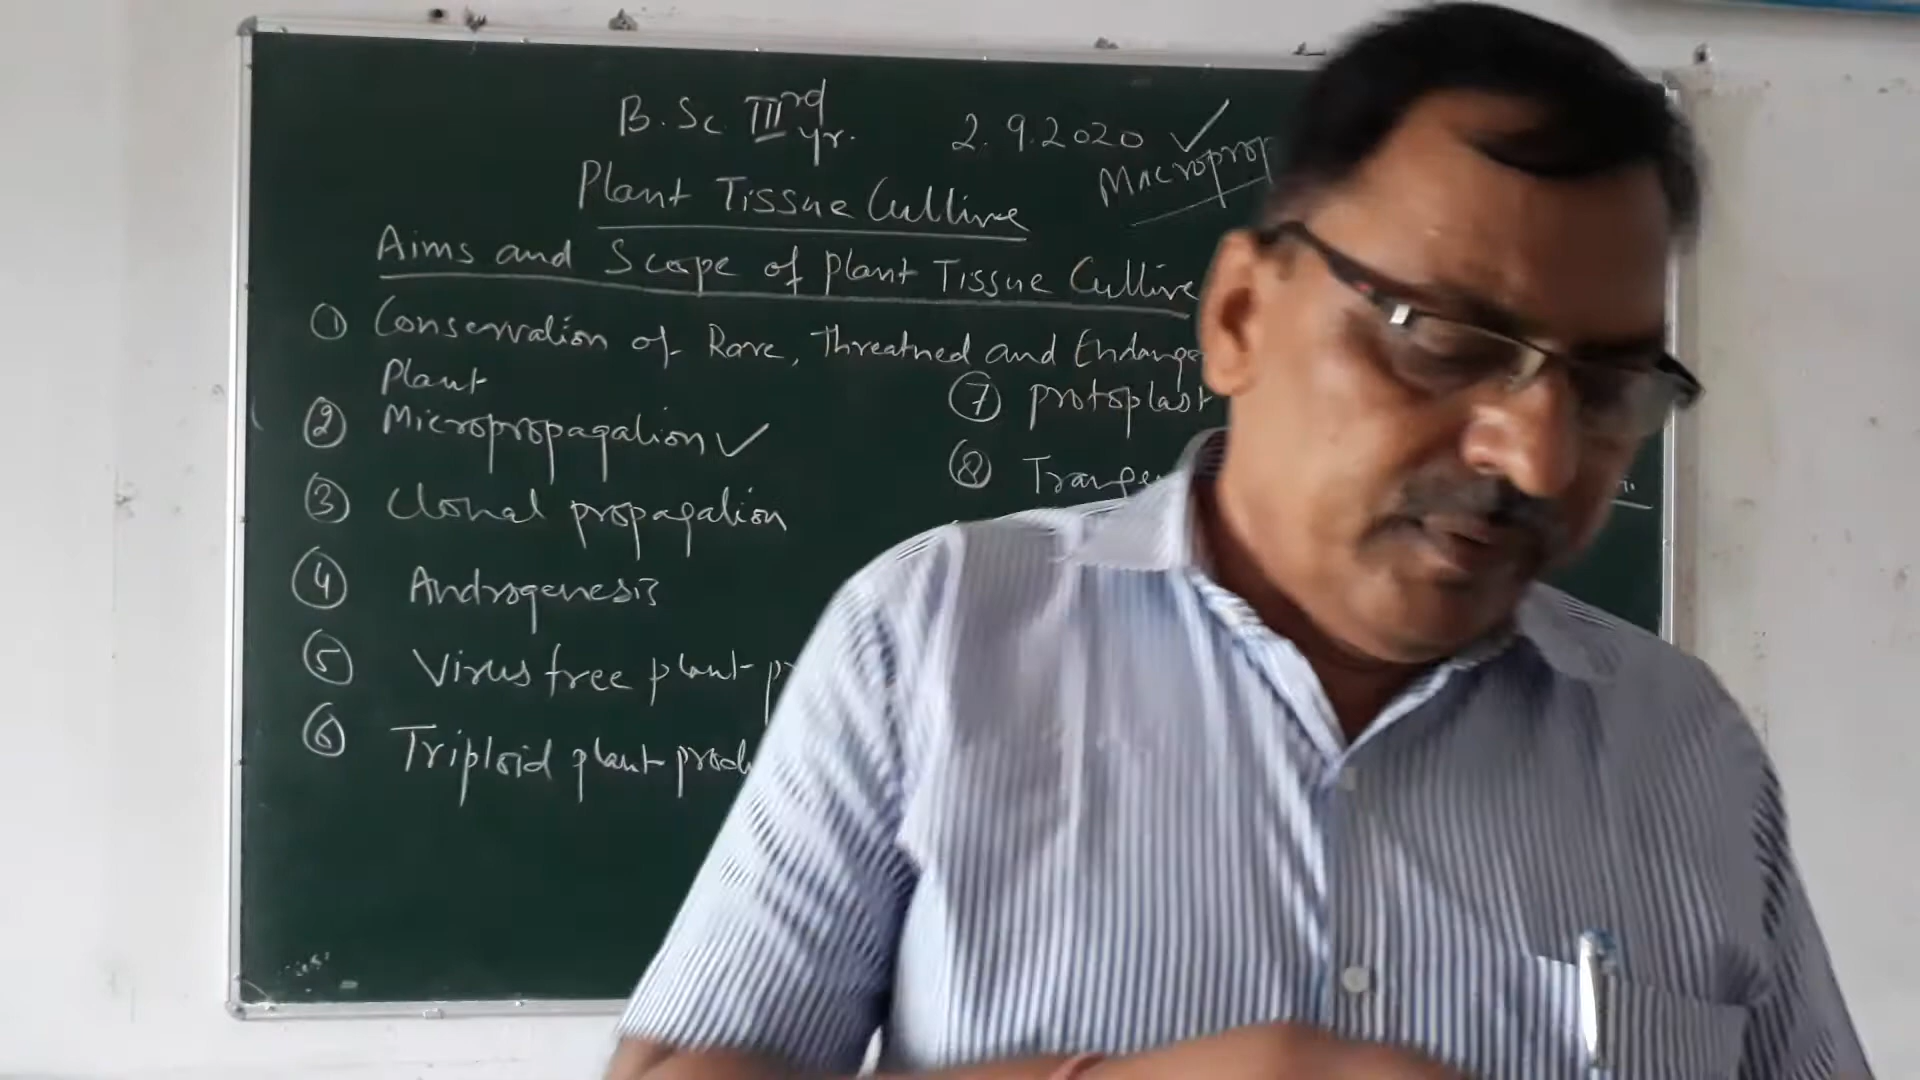 B.Sc IIIrd yr. 2.9.2020 ✓
Macroprop
Plant Tissue Culture
Aims and Scope of Plant Tissue Culture
① Conservation of Rare, Threatned and Endange
Plant
② Micropropagation ✓
③ Clonal propagation
④ Androgenesis
⑤ Virus free plant p
⑥ Triploid plant produ
⑦ Protoplast
⑧ Trange